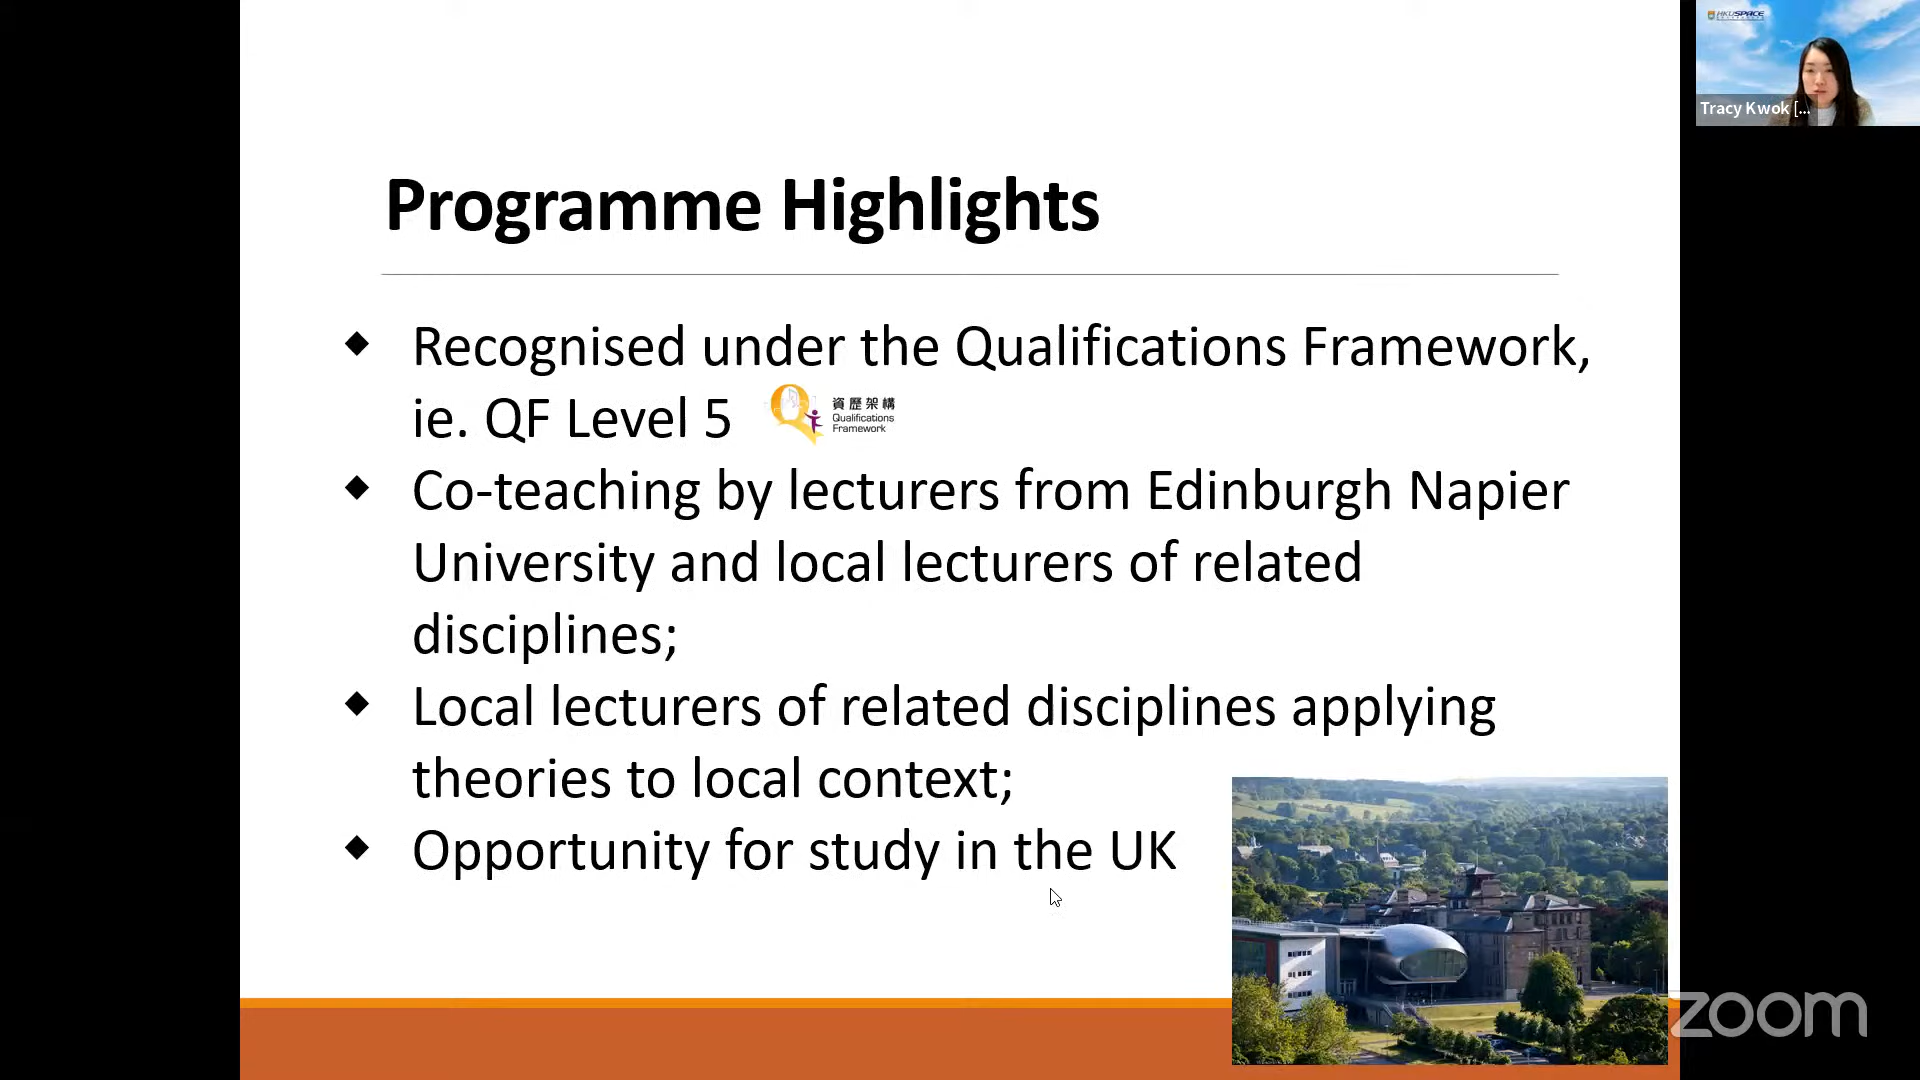 HKUSPACE
Tracy Kwok [...
Programme Highlights
◆ Recognised under the Qualifications Framework,
ie. QF Level 5
資歷架構
Qualifications
Framework
◆ Co-teaching by lecturers from Edinburgh Napier
University and local lecturers of related
disciplines;
◆ Local lecturers of related disciplines applying
theories to local context;
◆ Opportunity for study in the UK
zoom